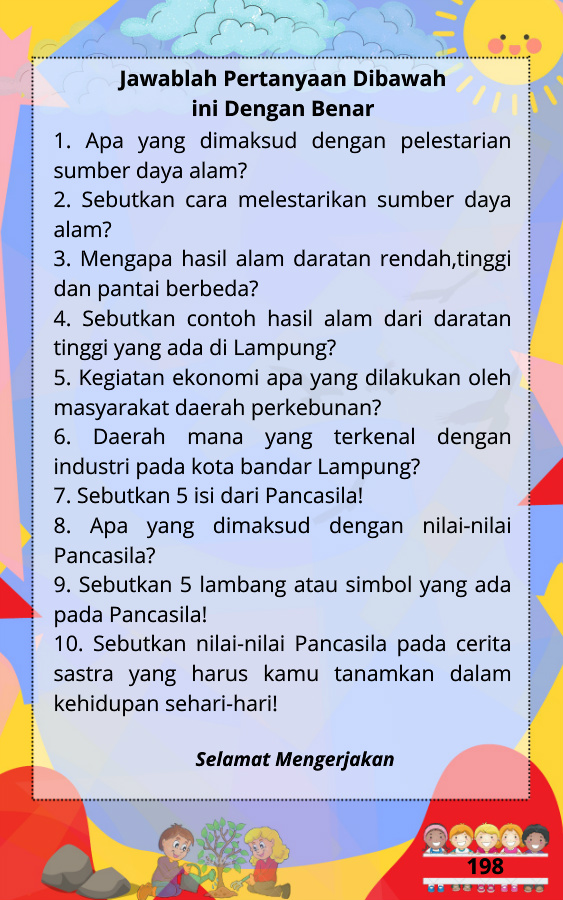 Jawablah Pertanyaan Dibawah
ini Dengan Benar
1. Apa yang dimaksud dengan pelestarian
sumber daya alam?
2. Sebutkan cara melestarikan sumber daya
alam?
3. Mengapa hasil alam daratan rendah,tinggi
dan pantai berbeda?
4. Sebutkan contoh hasil alam dari daratan
tinggi yang ada di Lampung?
5. Kegiatan ekonomi apa yang dilakukan oleh
masyarakat daerah perkebunan?
6. Daerah mana yang terkenal dengan
industri pada kota bandar Lampung?
7. Sebutkan 5 isi dari Pancasila!
8. Apa yang dimaksud dengan nilai-nilai
Pancasila?
9. Sebutkan 5 lambang atau simbol yang ada
pada Pancasila!
10. Sebutkan nilai-nilai Pancasila pada cerita
sastra yang harus kamu tanamkan dalam
kehidupan sehari-hari!
Selamat Mengerjakan
198